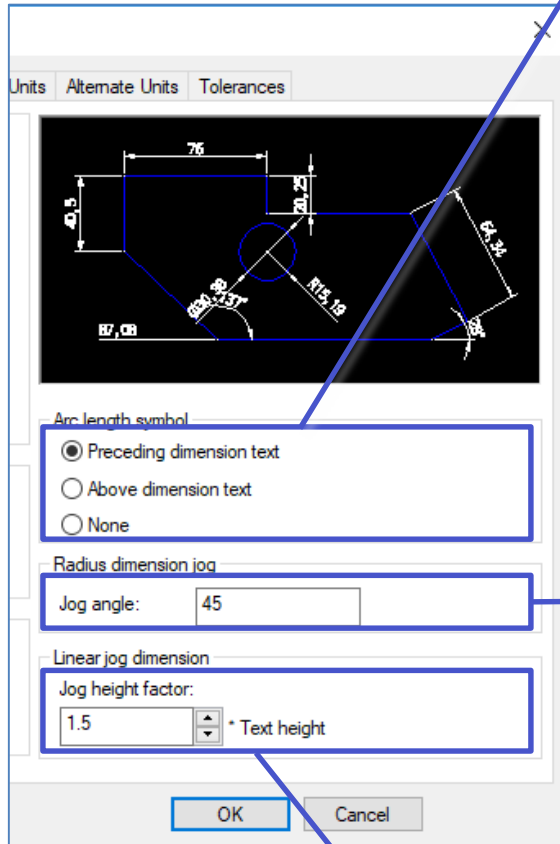 Units Alternate Units Tolerances
76
20,25
40,5
64,34
Ø30,38
R15,19
137°
87,08
Arc length symbol
Preceding dimension text
Above dimension text
None
Radius dimension jog
Jog angle: 45
Linear jog dimension
Jog height factor:
1.5 * Text height
OK Cancel